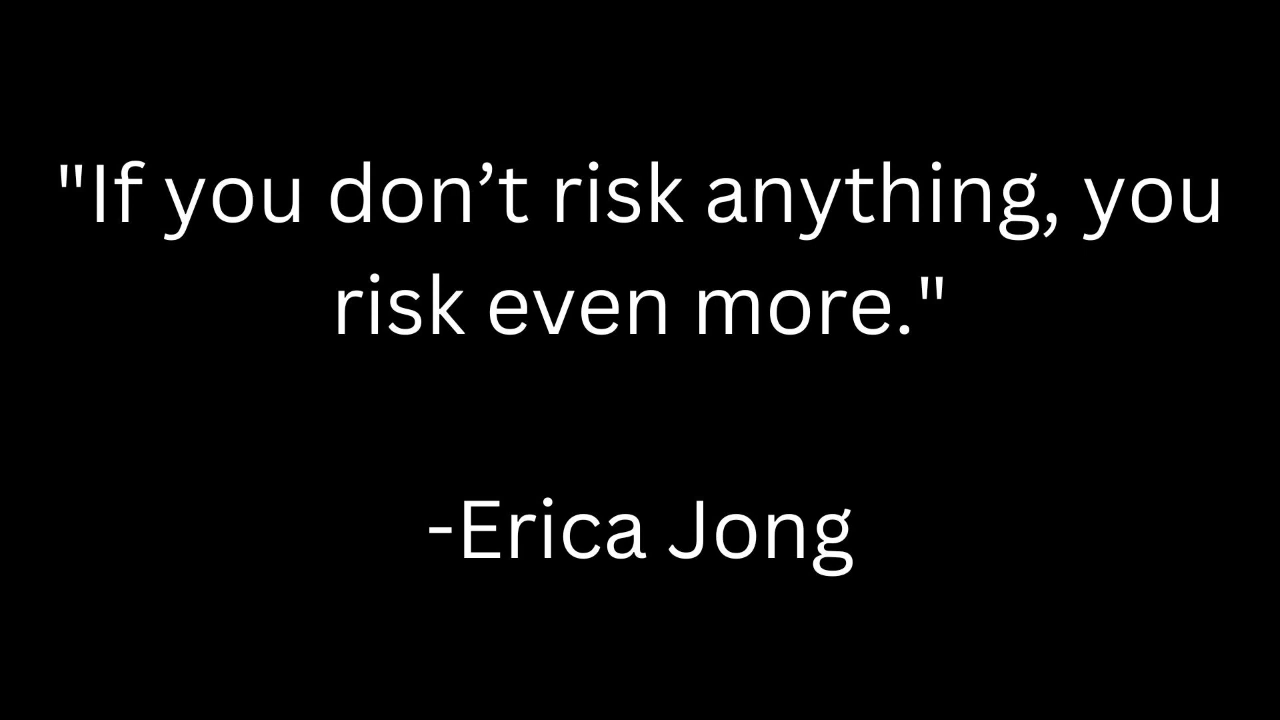 "If you don’t risk anything, you
risk even more."
-Erica Jong